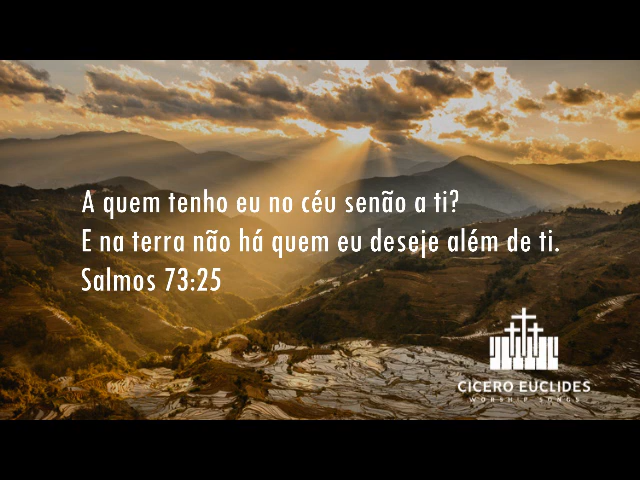 A quem tenho eu no céu senão a ti?
E na terra não há quem eu deseje além de ti.
Salmos 73:25
CICERO EUCLIDES
WORSHIP SONGS